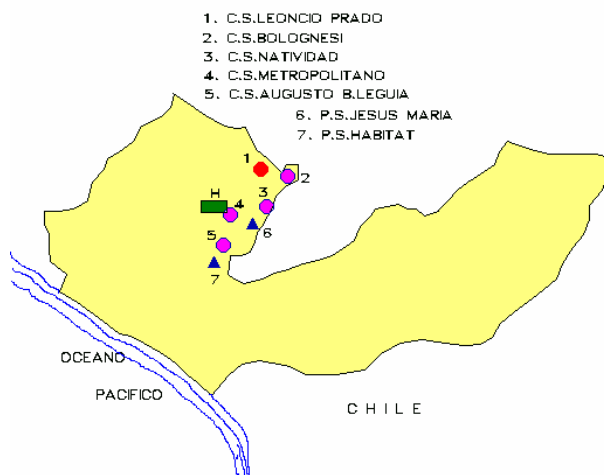 1. C.S.LEONCIO PRADO
2. C.S.BOLOGNESI
3. C.S.NATIVIDAD
4. C.S.METROPOLITANO
5. C.S.AUGUSTO B.LEGUIA
6. P.S.JESUS MARIA
7. P.S.HABITAT
1
2
H
3
4
6
5
7
OCEANO
PACIFICO
CHILE